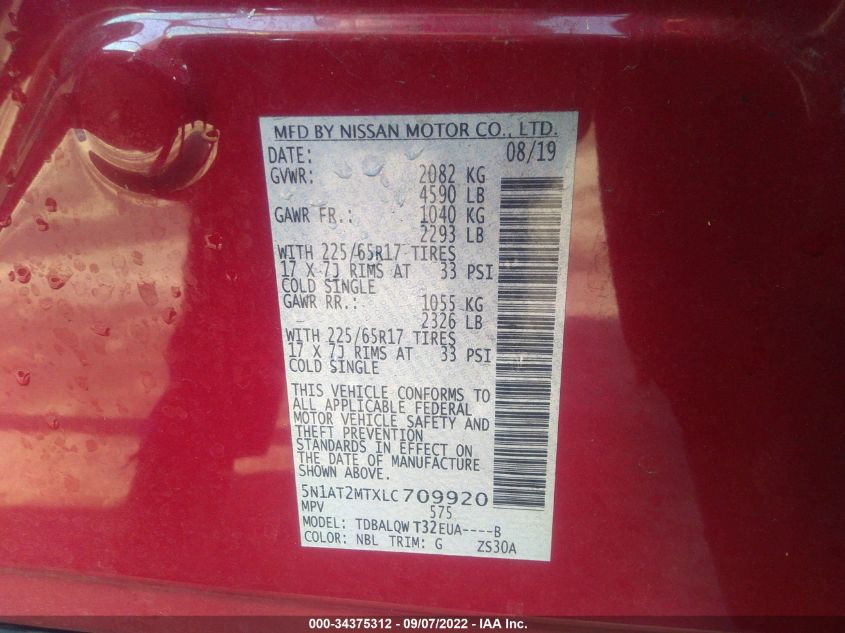 MFD BY NISSAN MOTOR CO., LTD.
DATE: 08/19
GVWR: 2082 KG
4590 LB
GAWR FR.: 1040 KG
2293 LB
WITH 225/65R17 TIRES
17 X 7J RIMS AT 33 PSI
COLD SINGLE
GAWR RR.: 1055 KG
2326 LB
WITH 225/65R17 TIRES
17 X 7J RIMS AT 33 PSI
COLD SINGLE
THIS VEHICLE CONFORMS TO
ALL APPLICABLE FEDERAL
MOTOR VEHICLE SAFETY AND
THEFT PREVENTION
STANDARDS IN EFFECT ON
THE DATE OF MANUFACTURE
SHOWN ABOVE.
5N1AT2MTXLC709920
MPV 575
MODEL: TDBALQW T32EUA----B
COLOR: NBL TRIM: G ZS30A
000-34375312 - 09/07/2022 - IAA Inc.